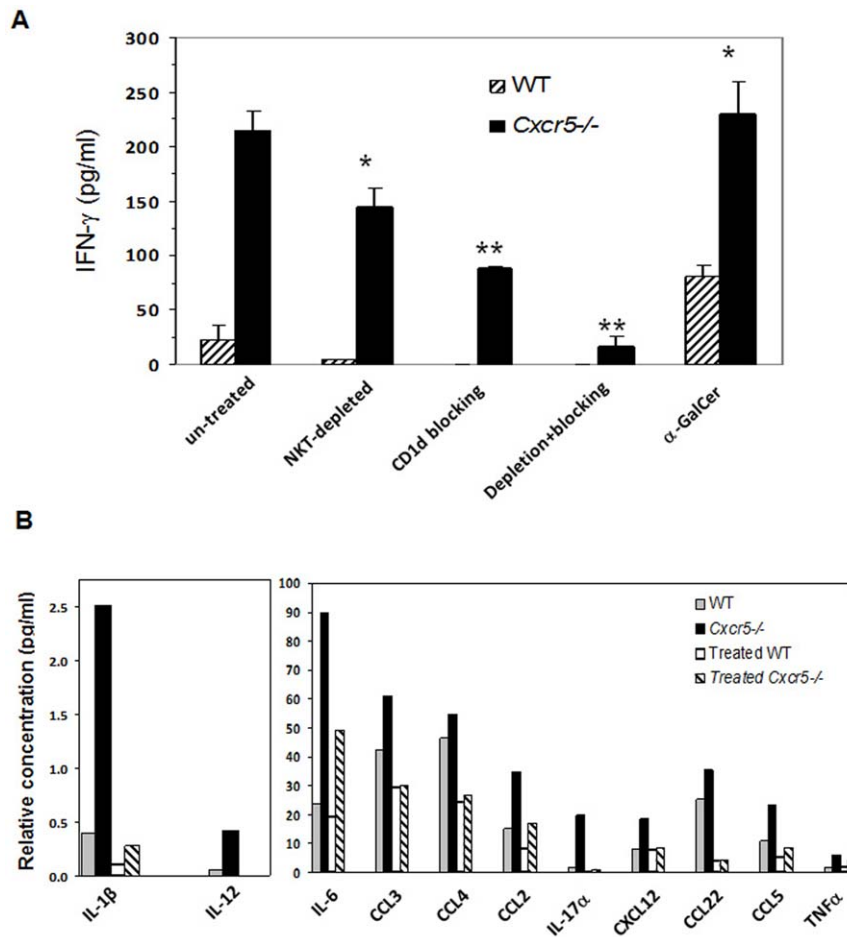 A
300
250
200
150
100
50
0
IFN-γ (pg/ml)
WT
Cxcr5-/-
*
**
**
*
un-treated
NKT-depleted
CD1d blocking
Depletion+blocking
α-GalCer
B
Relative concentration (pg/ml)
2.5
2.0
1.5
1.0
0.5
0.0
IL-1β
IL-12
100
90
80
70
60
50
40
30
20
10
0
WT
Cxcr5-/-
Treated WT
Treated Cxcr5-/-
IL-6
CCL3
CCL4
CCL2
IL-17α
CXCL12
CCL22
CCL5
TNFα